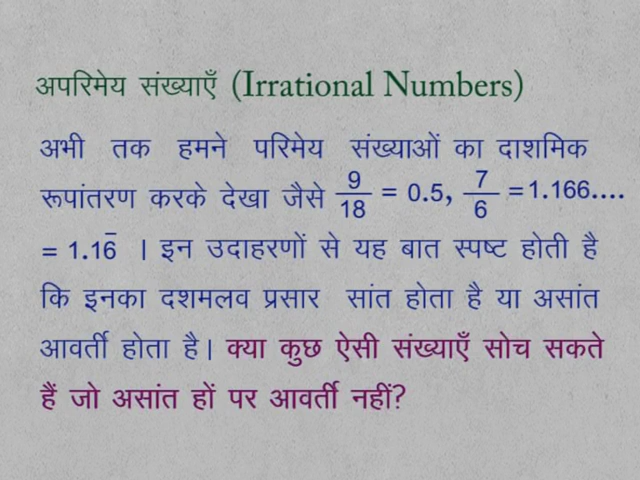 अपरिमेय संख्याएँ (Irrational Numbers)
अभी तक हमने परिमेय संख्याओं का दाशमिक
रूपांतरण करके देखा जैसे 9/18 = 0.5, 7/6 =1.166....
= 1.16̅ । इन उदाहरणों से यह बात स्पष्ट होती है
कि इनका दशमलव प्रसार सांत होता है या असांत
आवर्ती होता है। क्या कुछ ऐसी संख्याएँ सोच सकते
हैं जो असांत हों पर आवर्ती नहीं?